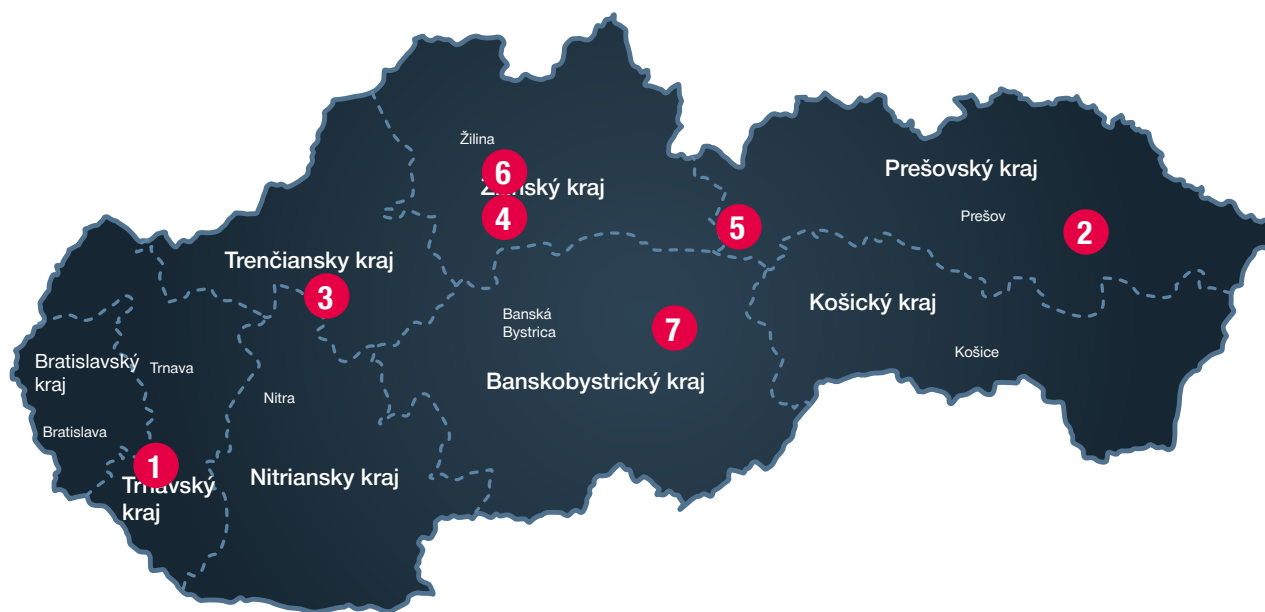 Žilina
6
Žilinský kraj
4
Prešovský kraj
Prešov
2
5
Trenčiansky kraj
3
Košický kraj
Košice
Banská
Bystrica
7
Banskobystrický kraj
Bratislavský
kraj
Trnava
Nitra
Bratislava
1
Trnavský
kraj
Nitriansky kraj